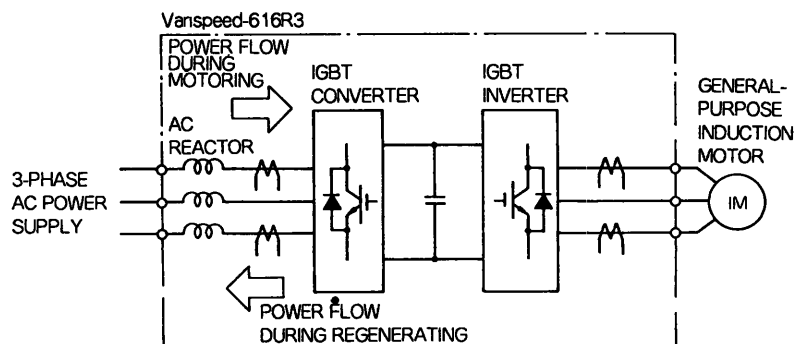 Varispeed-616R3
POWER FLOW
DURING
MOTORING
IGBT
CONVERTER
IGBT
INVERTER
GENERAL-
PURPOSE
INDUCTION
MOTOR
AC
REACTOR
3-PHASE
AC POWER
SUPPLY
IM
POWER FLOW
DURING REGENERATING